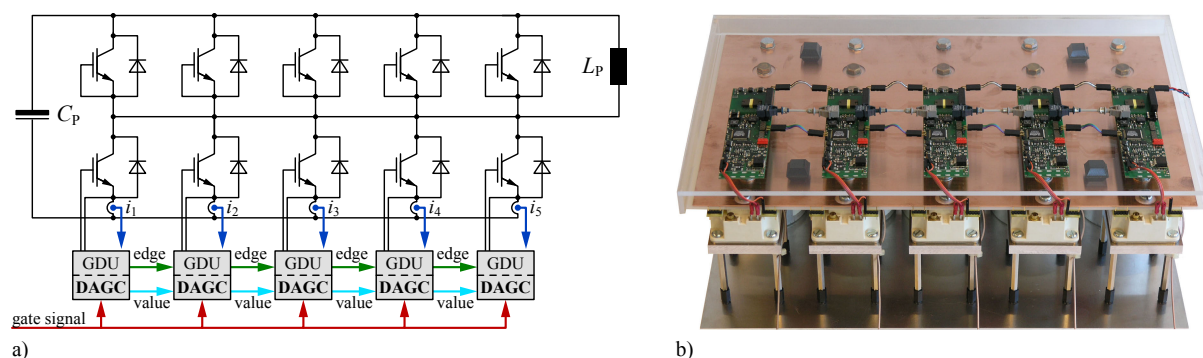 C_P
L_P
i_1 i_2 i_3 i_4 i_5
GDU edge GDU edge GDU edge GDU edge GDU
DAGC value DAGC value DAGC value DAGC value DAGC
gate signal
a) b)